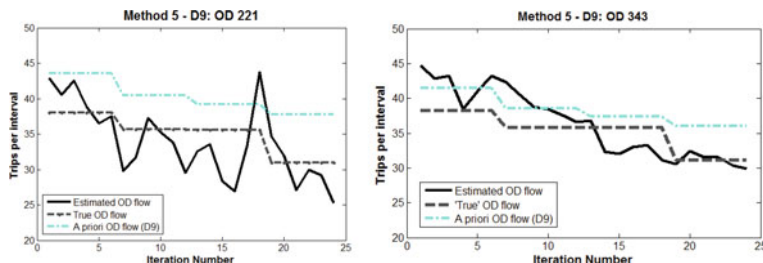 Method 5 - D9: OD 221
Trips per interval
50
45
40
35
30
25
20
0
5
10
15
20
25
Iteration Number
Estimated OD flow
True OD flow
A priori OD flow (D9)
Method 5 - D9: OD 343
Trips per interval
50
45
40
35
30
25
20
0
5
10
15
20
25
Iteration Number
Estimated OD flow
'True' OD flow
A priori OD flow (D9)